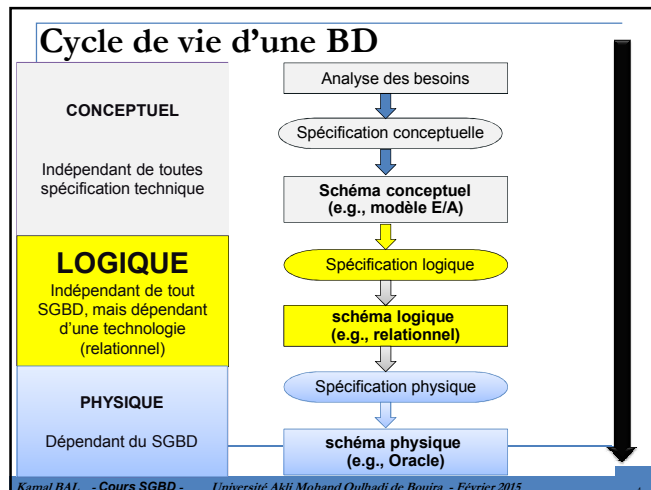 Cycle de vie d'une BD
CONCEPTUEL
Indépendant de toutes
spécification technique
LOGIQUE
Indépendant de tout
SGBD, mais dépendant
d'une technologie
(relationnel)
PHYSIQUE
Dépendant du SGBD
Analyse des besoins
Spécification conceptuelle
Schéma conceptuel
(e.g., modèle E/A)
Spécification logique
schéma logique
(e.g., relationnel)
Spécification physique
schéma physique
(e.g., Oracle)
Kamal BAL - Cours SGBD - Université Akli Mohand Oulhadj de Bouira - Février 2015